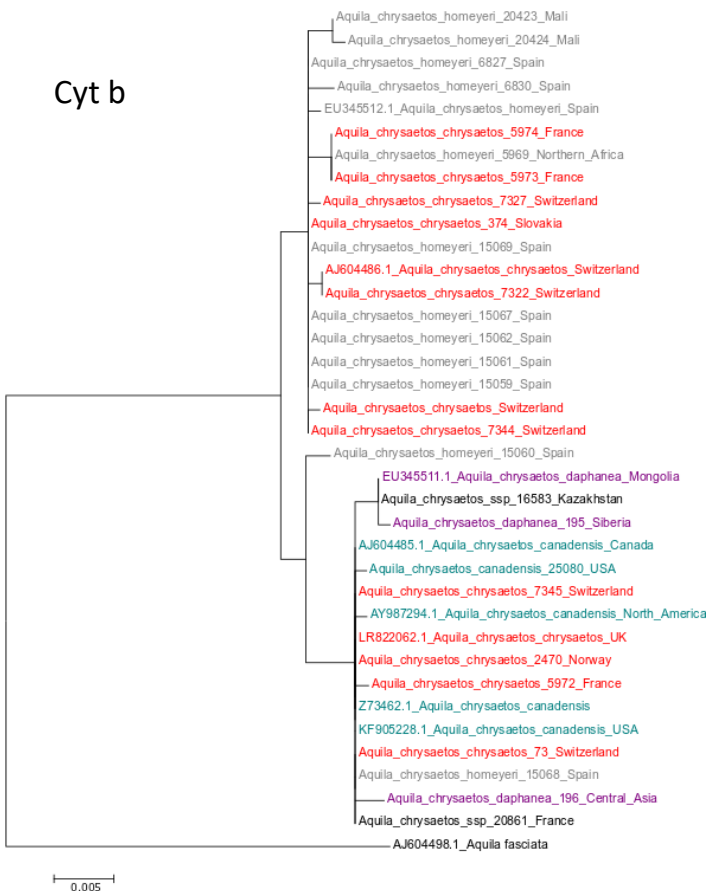 Cyt b
Aquila_chrysaetos_homeyeri_20423_Mali
Aquila_chrysaetos_homeyeri_20424_Mali
Aquila_chrysaetos_homeyeri_6827_Spain
Aquila_chrysaetos_homeyeri_6830_Spain
EU345512.1_Aquila_chrysaetos_homeyeri_Spain
Aquila_chrysaetos_chrysaetos_5974_France
Aquila_chrysaetos_homeyeri_5969_Northern_Africa
Aquila_chrysaetos_chrysaetos_5973_France
Aquila_chrysaetos_chrysaetos_7327_Switzerland
Aquila_chrysaetos_chrysaetos_374_Slovakia
Aquila_chrysaetos_homeyeri_15069_Spain
AJ604486.1_Aquila_chrysaetos_chrysaetos_Switzerland
Aquila_chrysaetos_chrysaetos_7322_Switzerland
Aquila_chrysaetos_homeyeri_15067_Spain
Aquila_chrysaetos_homeyeri_15062_Spain
Aquila_chrysaetos_homeyeri_15061_Spain
Aquila_chrysaetos_homeyeri_15059_Spain
Aquila_chrysaetos_chrysaetos_Switzerland
Aquila_chrysaetos_chrysaetos_7344_Switzerland
Aquila_chrysaetos_homeyeri_15060_Spain
EU345511.1_Aquila_chrysaetos_daphanea_Mongolia
Aquila_chrysaetos_ssp_16583_Kazakhstan
Aquila_chrysaetos_daphanea_195_Siberia
AJ604485.1_Aquila_chrysaetos_canadensis_Canada
Aquila_chrysaetos_canadensis_25080_USA
Aquila_chrysaetos_chrysaetos_7345_Switzerland
AY987294.1_Aquila_chrysaetos_canadensis_North_America
LR822062.1_Aquila_chrysaetos_chrysaetos_UK
Aquila_chrysaetos_chrysaetos_2470_Norway
Aquila_chrysaetos_chrysaetos_5972_France
Z73462.1_Aquila_chrysaetos_canadensis
KF905228.1_Aquila_chrysaetos_canadensis_USA
Aquila_chrysaetos_chrysaetos_73_Switzerland
Aquila_chrysaetos_homeyeri_15068_Spain
Aquila_chrysaetos_daphanea_196_Central_Asia
Aquila_chrysaetos_ssp_20861_France
AJ604498.1_Aquila fasciata
0.005